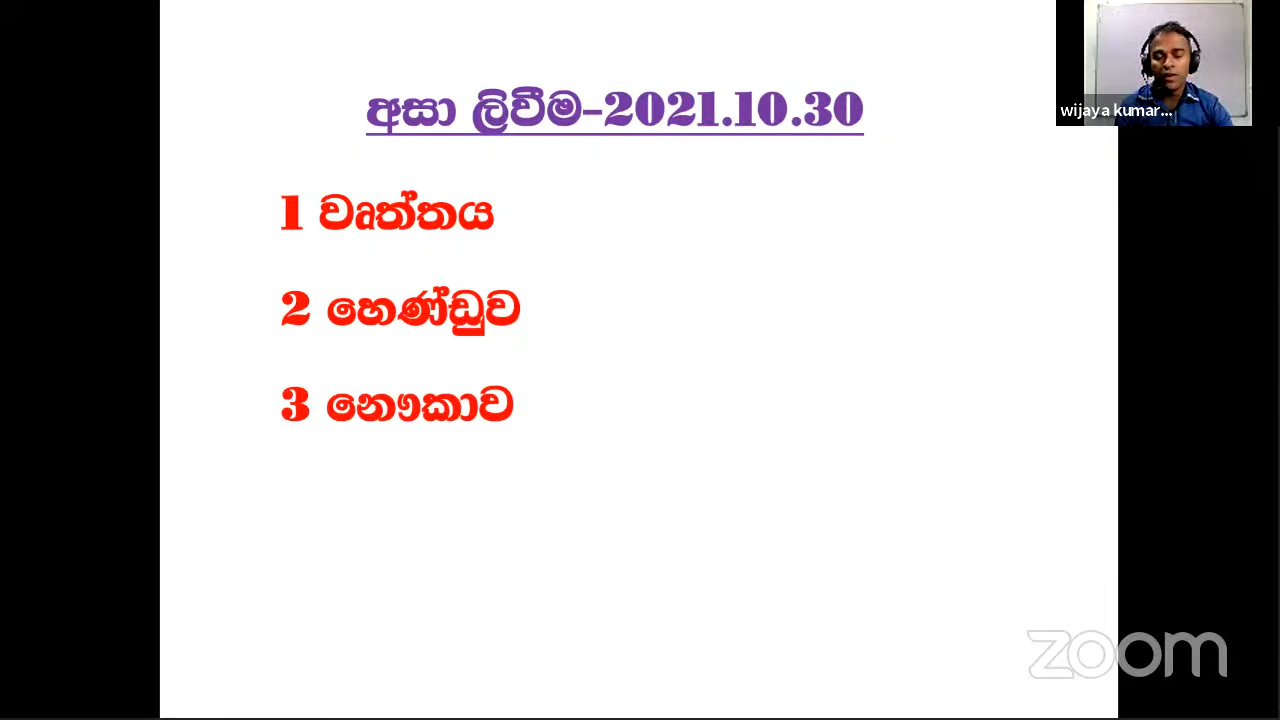 අසා ලිවීම-2021.10.30
1 වෘත්තය
2 හෙණ්ඩුව
3 නෞකාව
wijaya kumar...
zoom